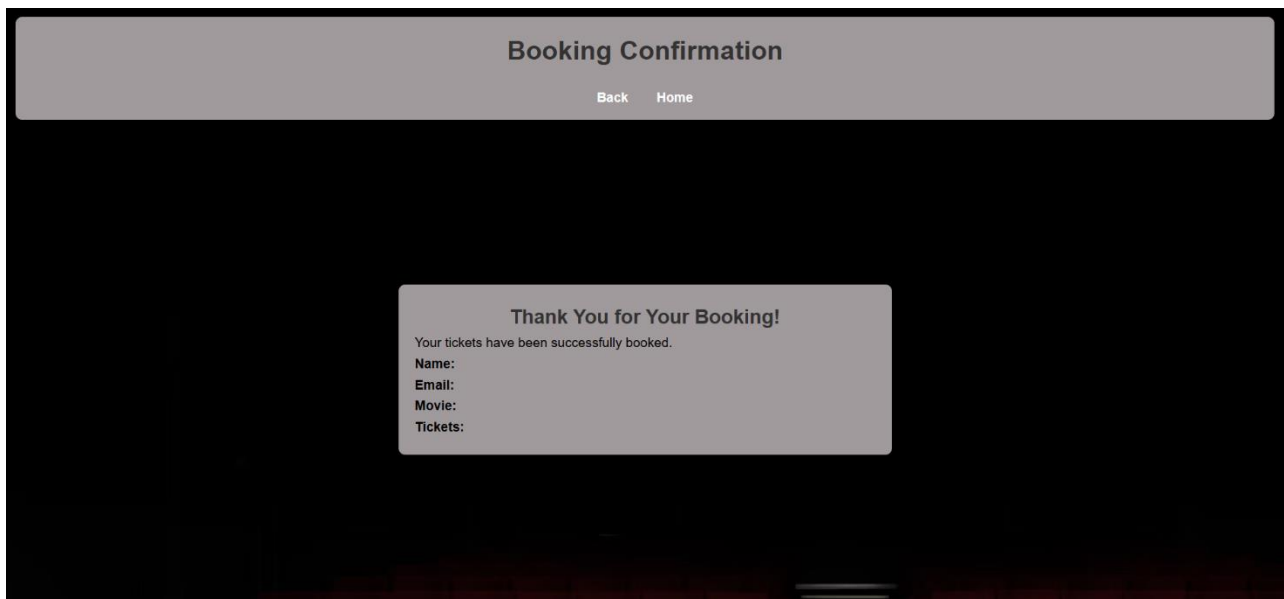 Booking Confirmation
Back Home
Thank You for Your Booking!
Your tickets have been successfully booked.
Name:
Email:
Movie:
Tickets: